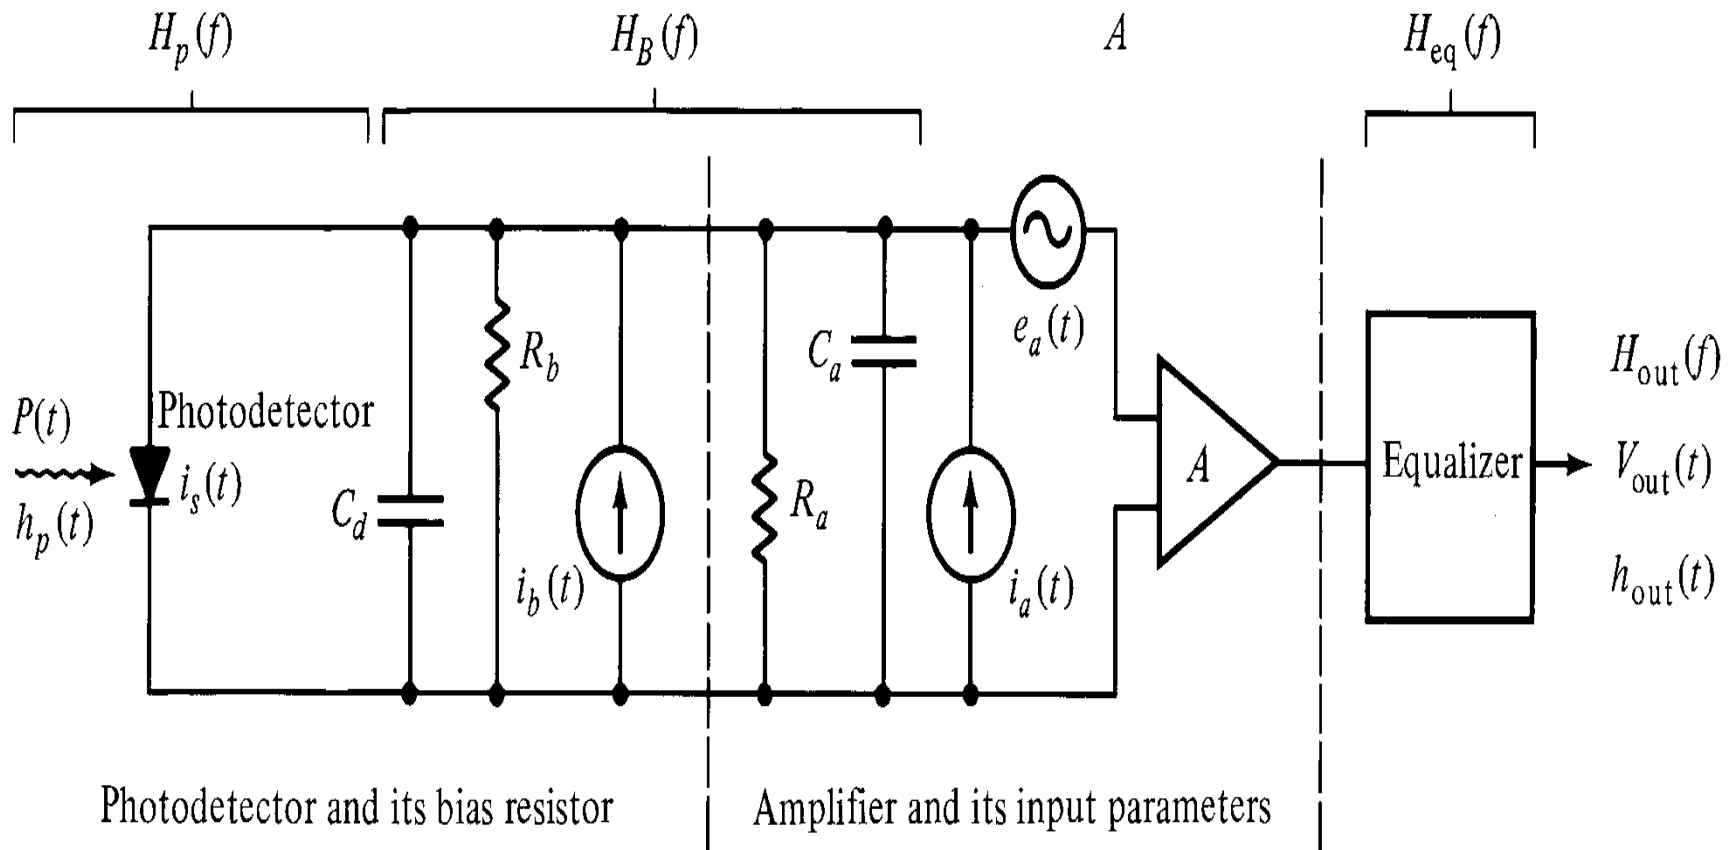 H_p(f) H_B(f) A H_eq(f)
e_a(t)
R_b C_a
H_out(f)
P(t) Photodetector
A Equalizer V_out(t)
i_s(t)
h_p(t) C_d R_a
i_b(t) i_a(t) h_out(t)
Photodetector and its bias resistor Amplifier and its input parameters